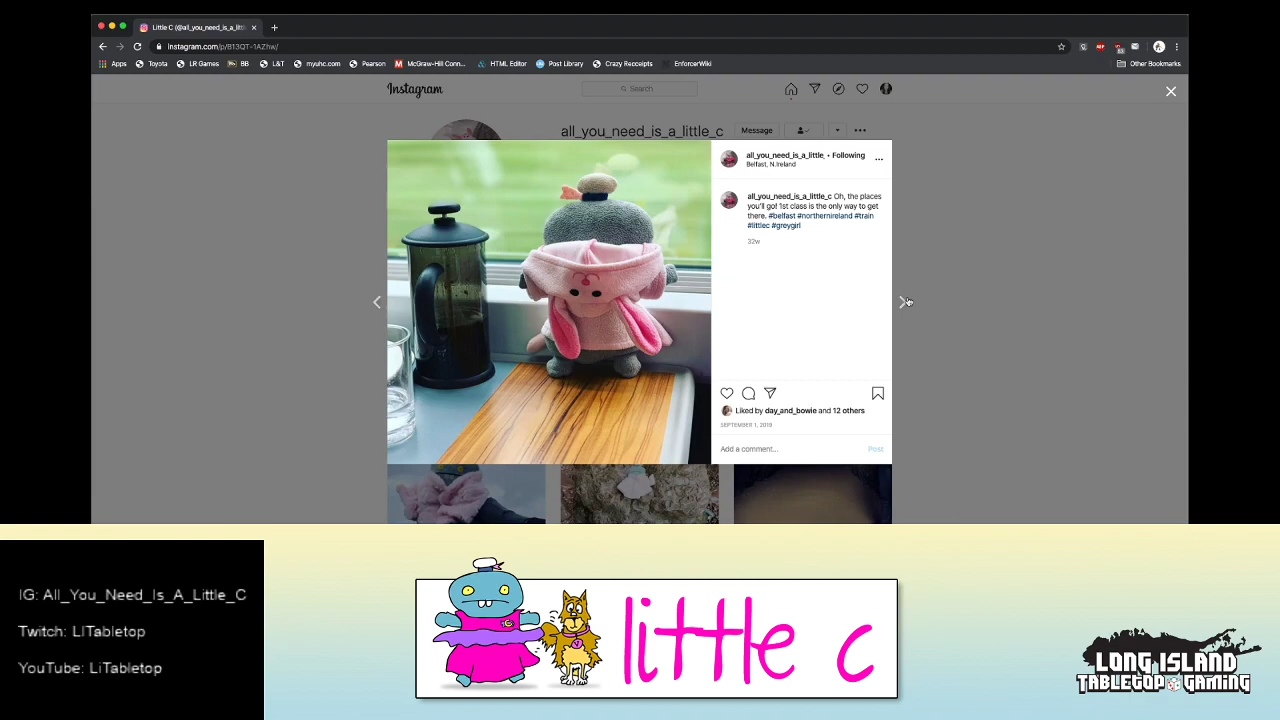 Little C (@all_you_need_is_a_littl
instagram.com/p/B13QT-1AZhw/
Apps Toyota LR Games BB L&T myuhc.com Pearson McGraw-Hill Conn... HTML Editor Post Library Crazy Recceipts EnforcerWiki Other Bookmarks
Instagram Search
all_you_need_is_a_little_c Message
all_you_need_is_a_little_ • Following
Belfast, N.Ireland
all_you_need_is_a_little_c Oh, the places
you'll go! 1st class is the only way to get
there. #belfast #northernireland #train
#littlec #greygirl
32w
Liked by day_and_bowie and 12 others
SEPTEMBER 1, 2019
Add a comment... Post
IG: All_You_Need_Is_A_Little_C
Twitch: LITabletop
YouTube: LiTabletop
little c
LONG ISLAND
TABLETOP GAMING